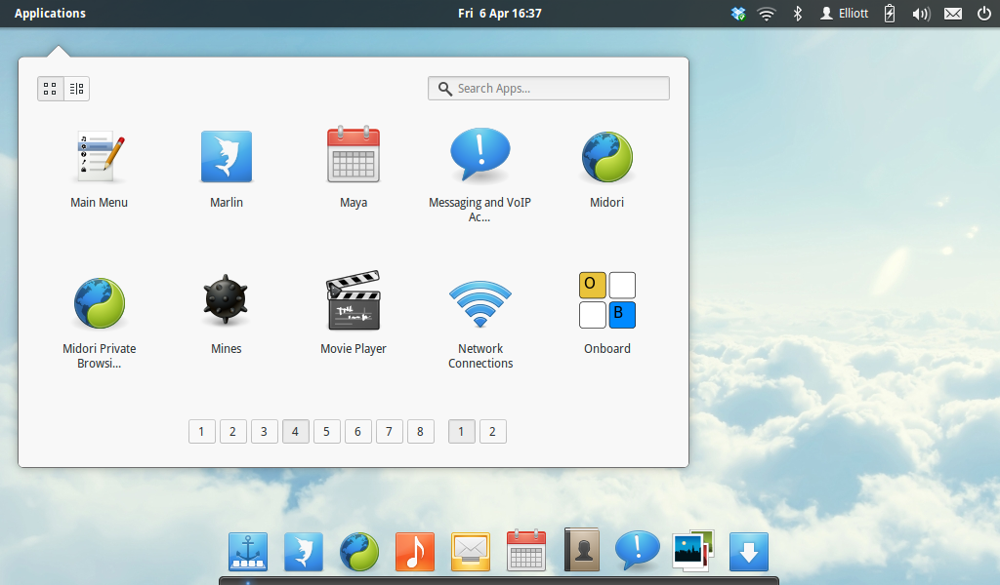 Applications
Fri 6 Apr 16:37
Elliott
Search Apps...
Main Menu
Marlin
Maya
Messaging and VoIP
Ac...
Midori
Midori Private
Browsi...
Mines
Movie Player
Network
Connections
O
B
Onboard
1 2 3 4 5 6 7 8 1 2